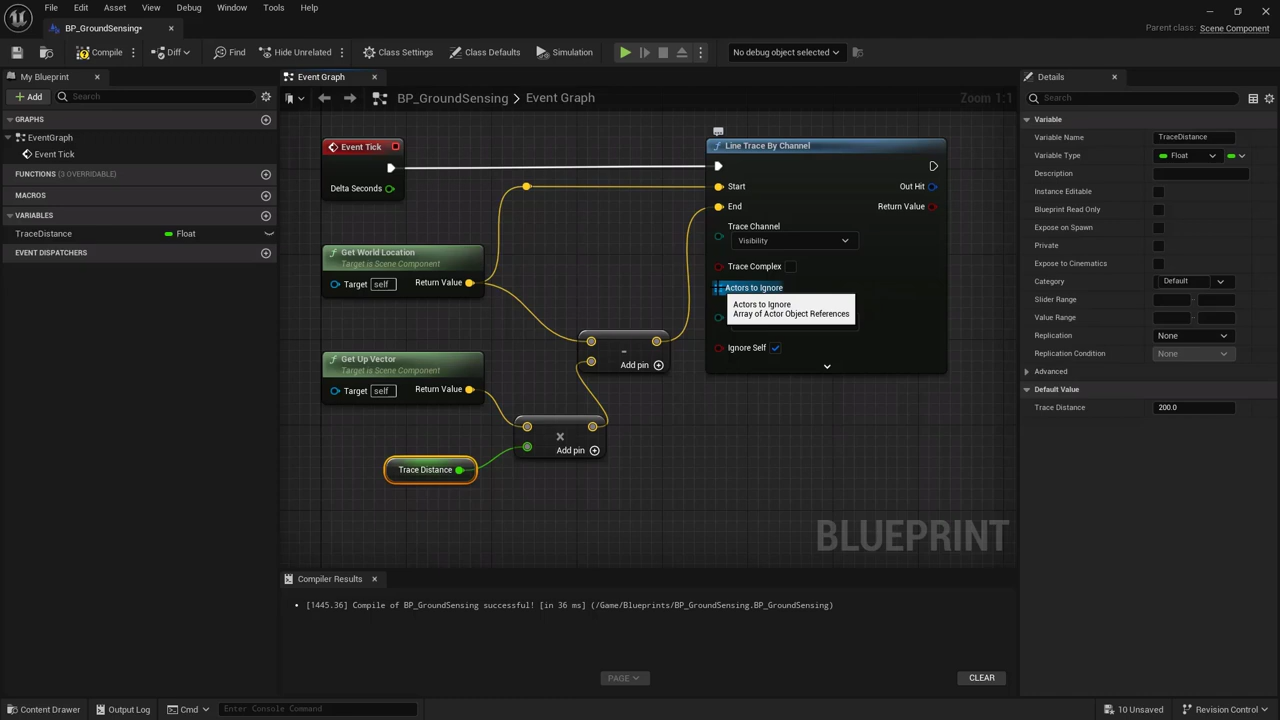 File Edit Asset View Debug Window Tools Help
BP_GroundSensing•
Parent class: Scene Component
Compile Diff Find Hide Unrelated Class Settings Class Defaults Simulation No debug object selected
My Blueprint
Event Graph
Details
Add Search
BP_GroundSensing > Event Graph
Zoom 1:1
Search
GRAPHS
EventGraph
Event Tick
FUNCTIONS (3 OVERRIDABLE)
MACROS
VARIABLES
TraceDistance Float
EVENT DISPATCHERS
Event Tick
Delta Seconds
Get World Location
Target is Scene Component
Target self Return Value
Get Up Vector
Target is Scene Component
Target self Return Value
Trace Distance
-
Add pin
×
Add pin
Line Trace By Channel
Start Out Hit
End Return Value
Trace Channel
Visibility
Trace Complex
Actors to Ignore
Actors to Ignore
Array of Actor Object References
Ignore Self
BLUEPRINT
Variable
Variable Name TraceDistance
Variable Type Float
Description
Instance Editable
Blueprint Read Only
Expose on Spawn
Private
Expose to Cinematics
Category Default
Slider Range
Value Range
Replication None
Replication Condition None
Advanced
Default Value
Trace Distance 200.0
Compiler Results
• [1445.36] Compile of BP_GroundSensing successful! [in 36 ms] (/Game/Blueprints/BP_GroundSensing.BP_GroundSensing)
PAGE
CLEAR
Content Drawer Output Log Cmd Enter Console Command 10 Unsaved Revision Control